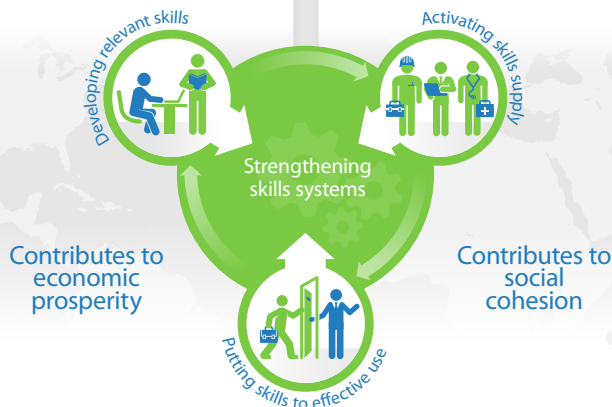 Developing relevant skills
Activating skills supply
Strengthening
skills systems
Contributes to
economic
prosperity
Contributes to
social
cohesion
Putting skills to effective use